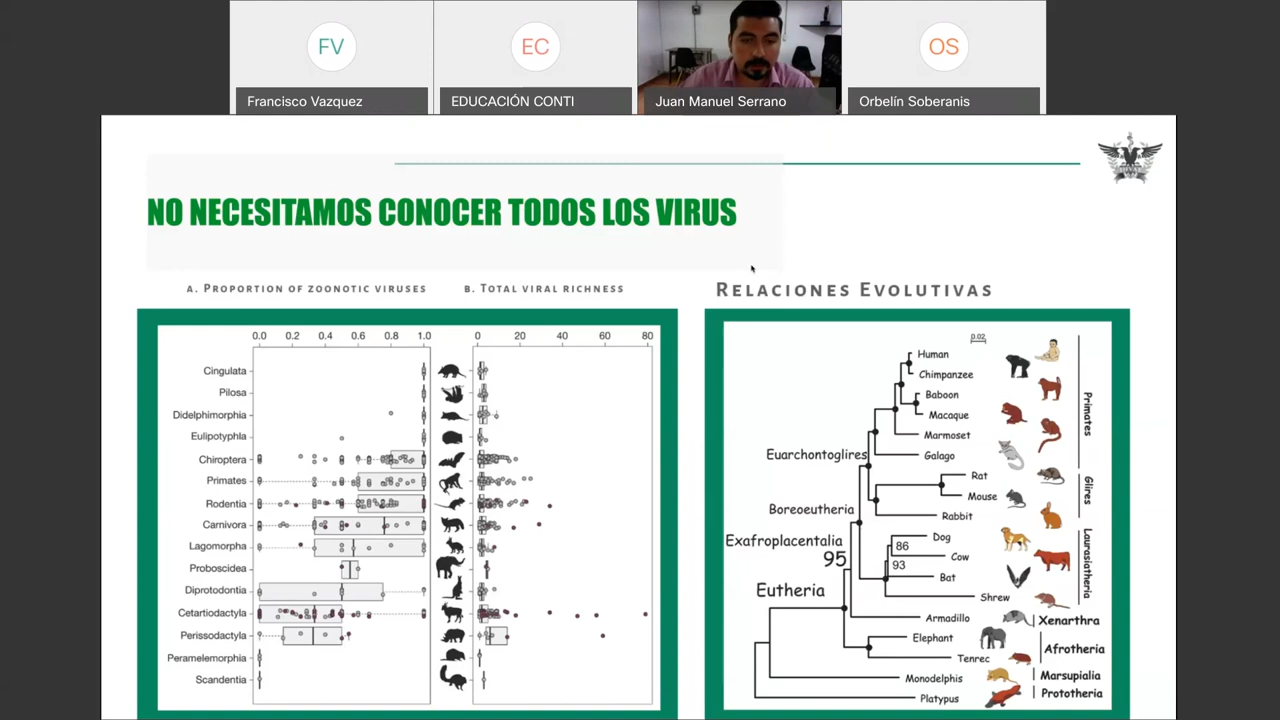 FV
EC
OS
Francisco Vazquez
EDUCACIÓN CONTI
Juan Manuel Serrano
Orbelín Soberanis
NO NECESITAMOS CONOCER TODOS LOS VIRUS
A. Proportion of zoonotic viruses
B. Total viral richness
0.0 0.2 0.4 0.6 0.8 1.0
0 20 40 60 80
Cingulata
Pilosa
Didelphimorphia
Eulipotyphla
Chiroptera
Primates
Rodentia
Carnivora
Lagomorpha
Proboscidea
Diprotodontia
Cetartiodactyla
Perissodactyla
Peramelemorphia
Scandentia
Relaciones Evolutivas
0.02
Human
Chimpanzee
Baboon
Macaque
Marmoset
Galago
Rat
Mouse
Rabbit
Dog
Cow
Bat
Shrew
Armadillo
Elephant
Tenrec
Monodelphis
Platypus
Euarchontoglires
Boreoeutheria
Exafroplacentalia
95
Eutheria
86
93
Primates
Glires
Laurasiatheria
Xenarthra
Afrotheria
Marsupialia
Prototheria